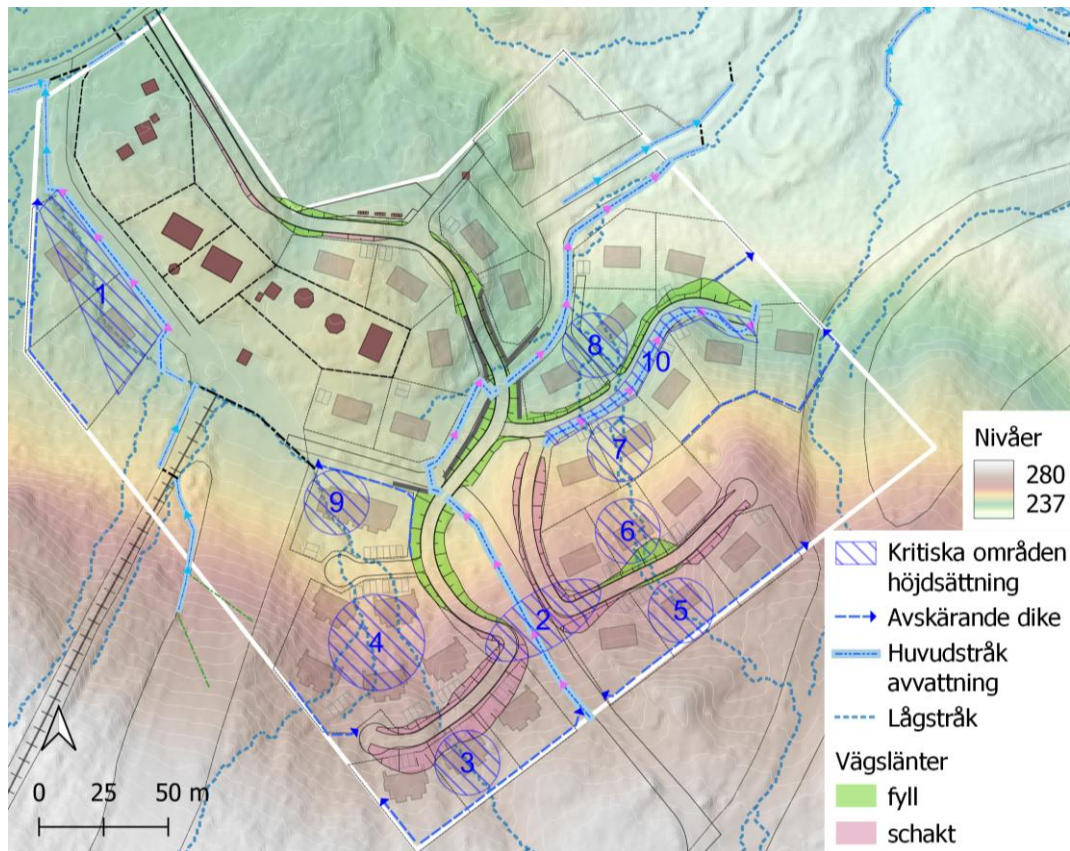 1
10
8
7
9
6
2
5
4
3
0 25 50 m
Nivåer
280
237
Kritiska områden
höjdsättning
Avskärande dike
Huvudstråk
avvattning
Lågstråk
Vägslänter
fyll
schakt